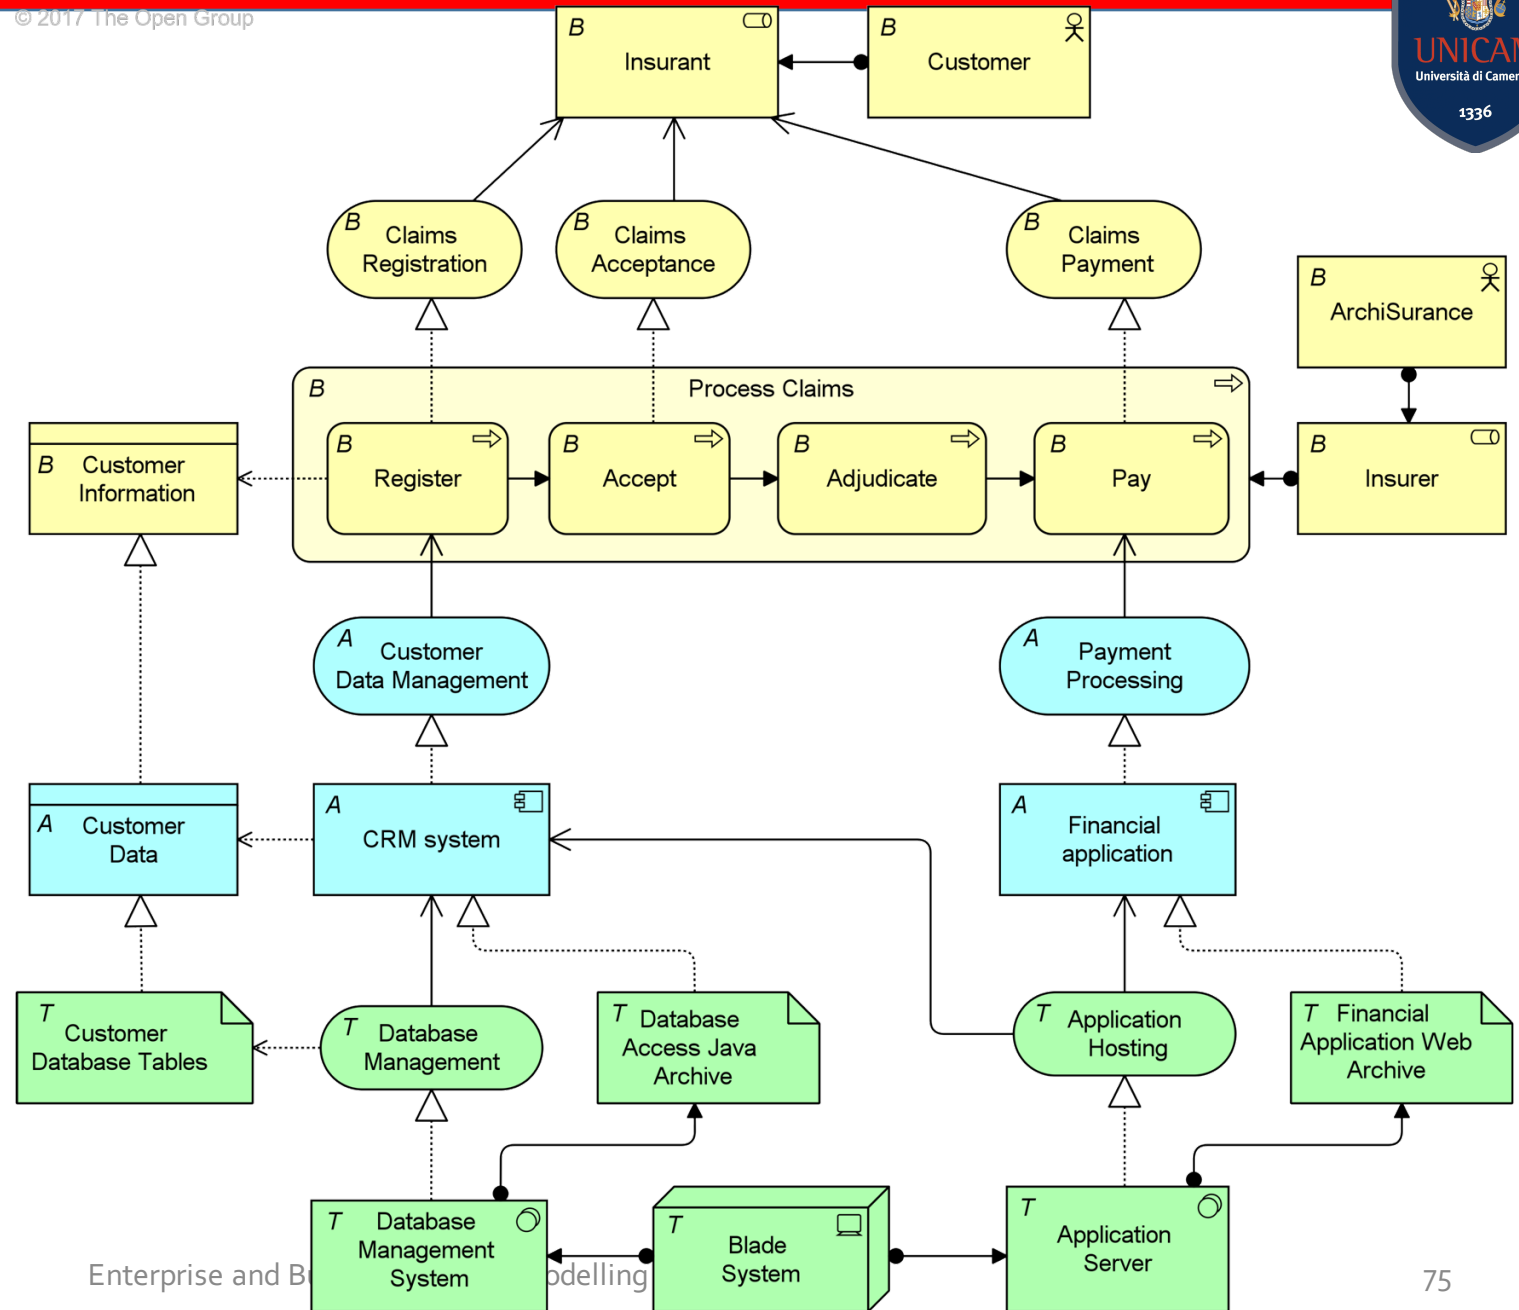 © 2017 The Open Group
B
Insurant
B
Customer
Università di Camer
1336
B
Claims
Registration
B
Claims
Acceptance
B
Claims
Payment
B
ArchiSurance
B
Process Claims
B
Customer
Information
B
Register
B
Accept
B
Adjudicate
B
Pay
B
Insurer
A
Customer
Data Management
A
Payment
Processing
A
Customer
Data
A
CRM system
A
Financial
application
T
Customer
Database Tables
T
Database
Management
T
Database
Access Java
Archive
T
Application
Hosting
T
Financial
Application Web
Archive
T
Database
Management
System
T
Blade
System
T
Application
Server
Enterprise and
75